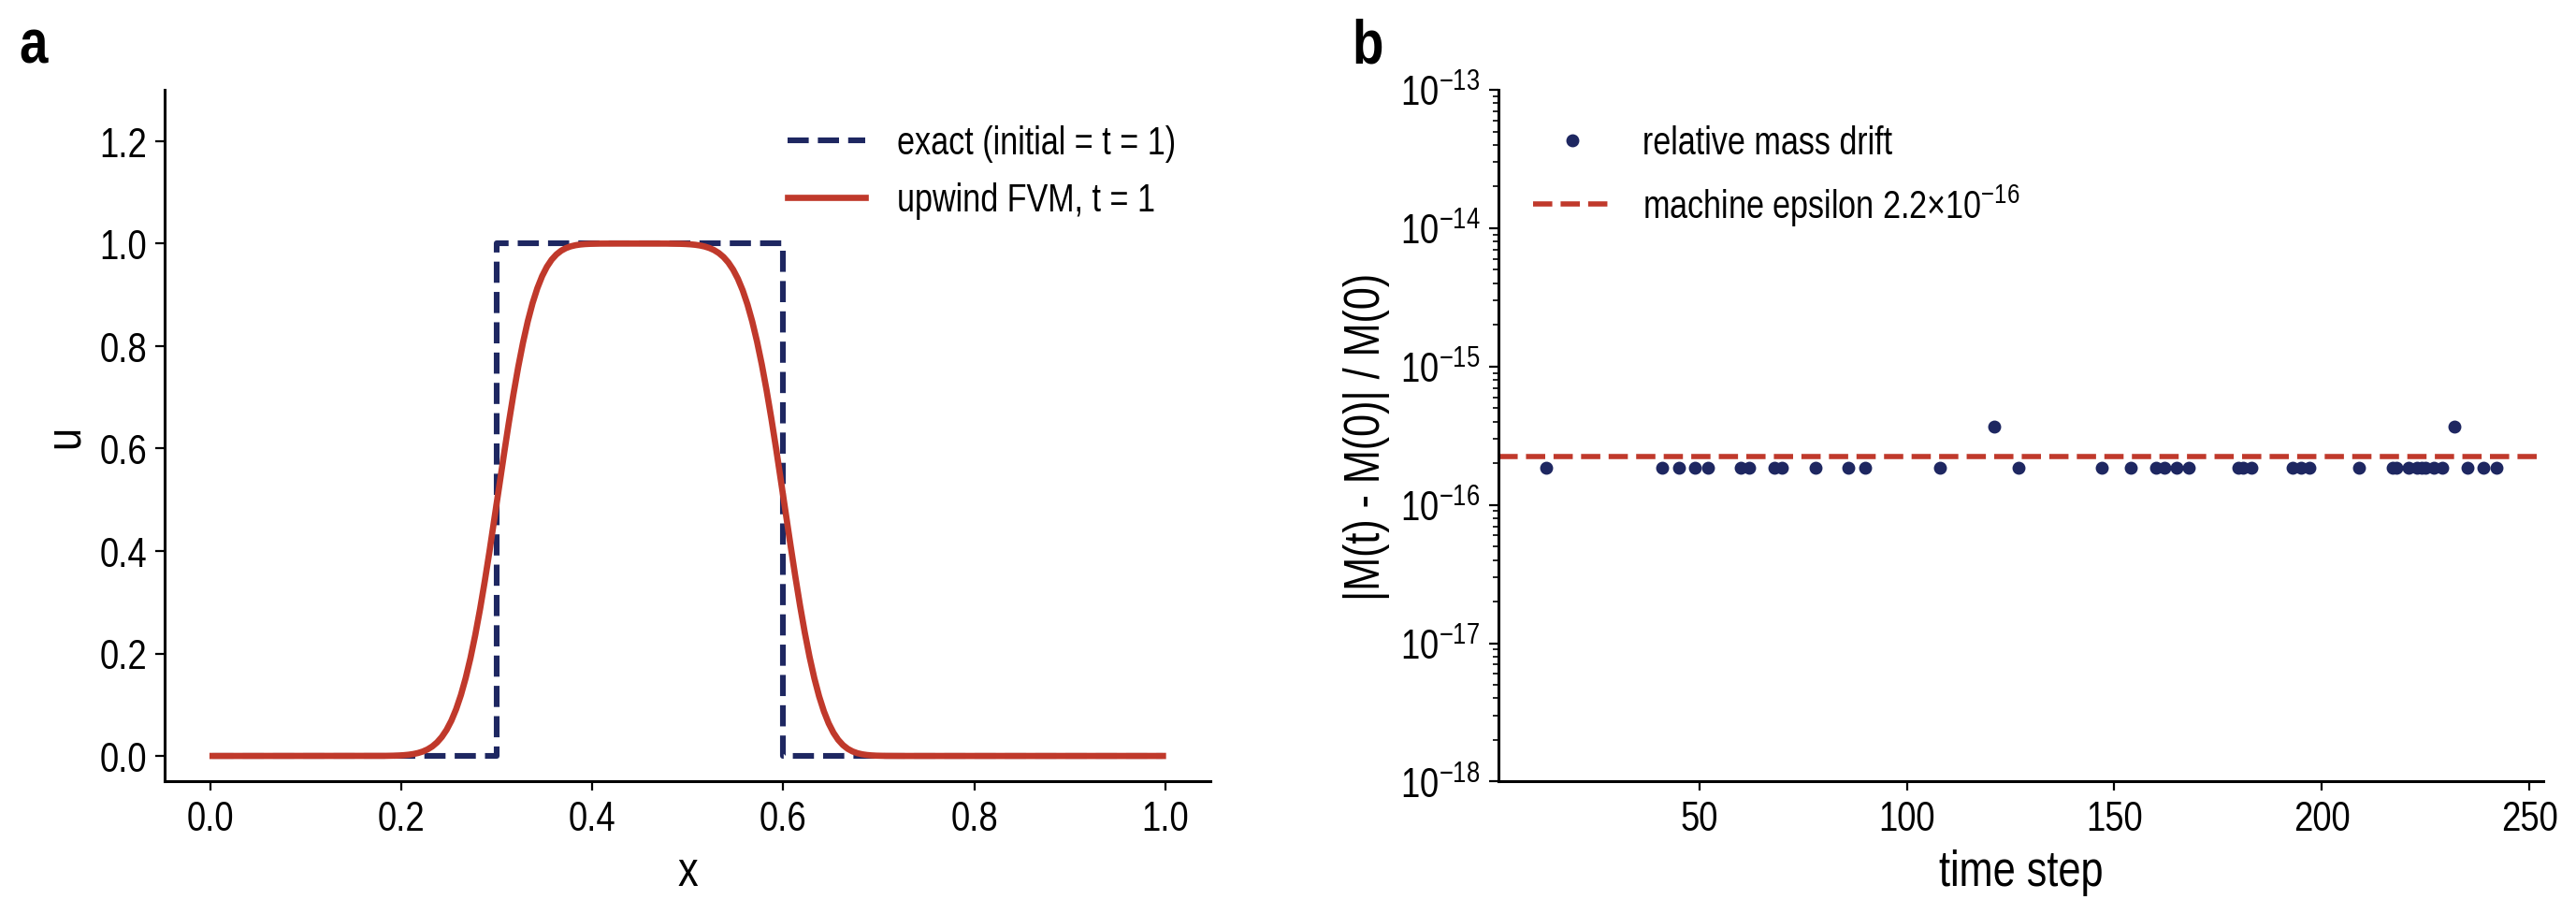 a
1.2
1.0
0.8
0.6
0.4
0.2
0.0
u
exact (initial = t = 1)
upwind FVM, t = 1
0.0 0.2 0.4 0.6 0.8 1.0
x
b
10⁻¹³
10⁻¹⁴
10⁻¹⁵
10⁻¹⁶
10⁻¹⁷
10⁻¹⁸
|M(t) - M(0)| / M(0)
relative mass drift
machine epsilon 2.2×10⁻¹⁶
50 100 150 200 250
time step